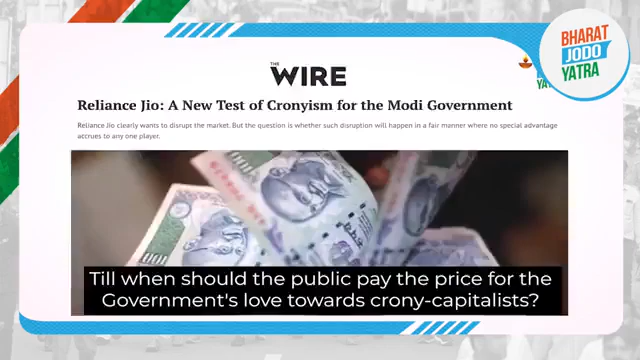 BHARAT
JODO
YATRA
THE
WIRE
Reliance Jio: A New Test of Cronyism for the Modi Government
Reliance Jio clearly wants to disrupt the market. But the question is whether such disruption will happen in a fair manner where no special advantage
accrues to any one player.
Till when should the public pay the price for the
Government's love towards crony-capitalists?